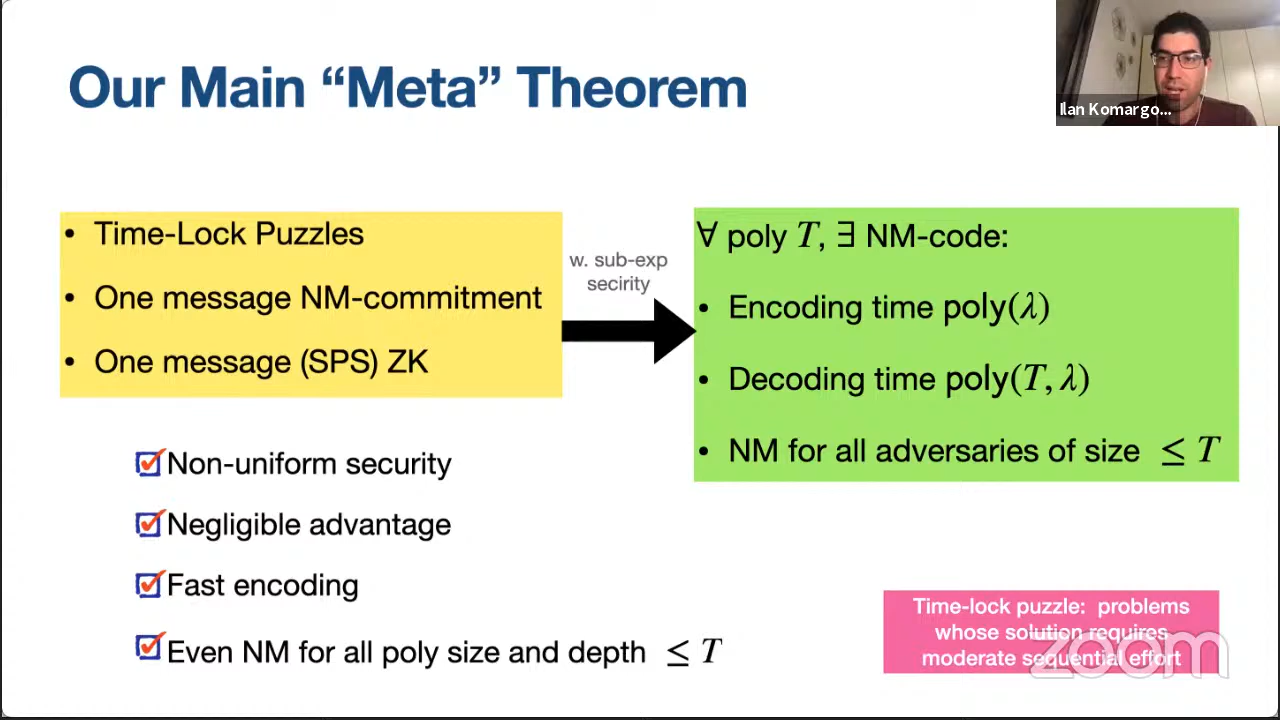 Our Main “Meta” Theorem
Ilan Komargo...
• Time-Lock Puzzles
• One message NM-commitment
• One message (SPS) ZK
w. sub-exp
secirity
∀ poly T, ∃ NM-code:
• Encoding time poly(λ)
• Decoding time poly(T, λ)
• NM for all adversaries of size ≤ T
Non-uniform security
Negligible advantage
Fast encoding
Even NM for all poly size and depth ≤ T
Time-lock puzzle: problems
whose solution requires
moderate sequential effort
zoom